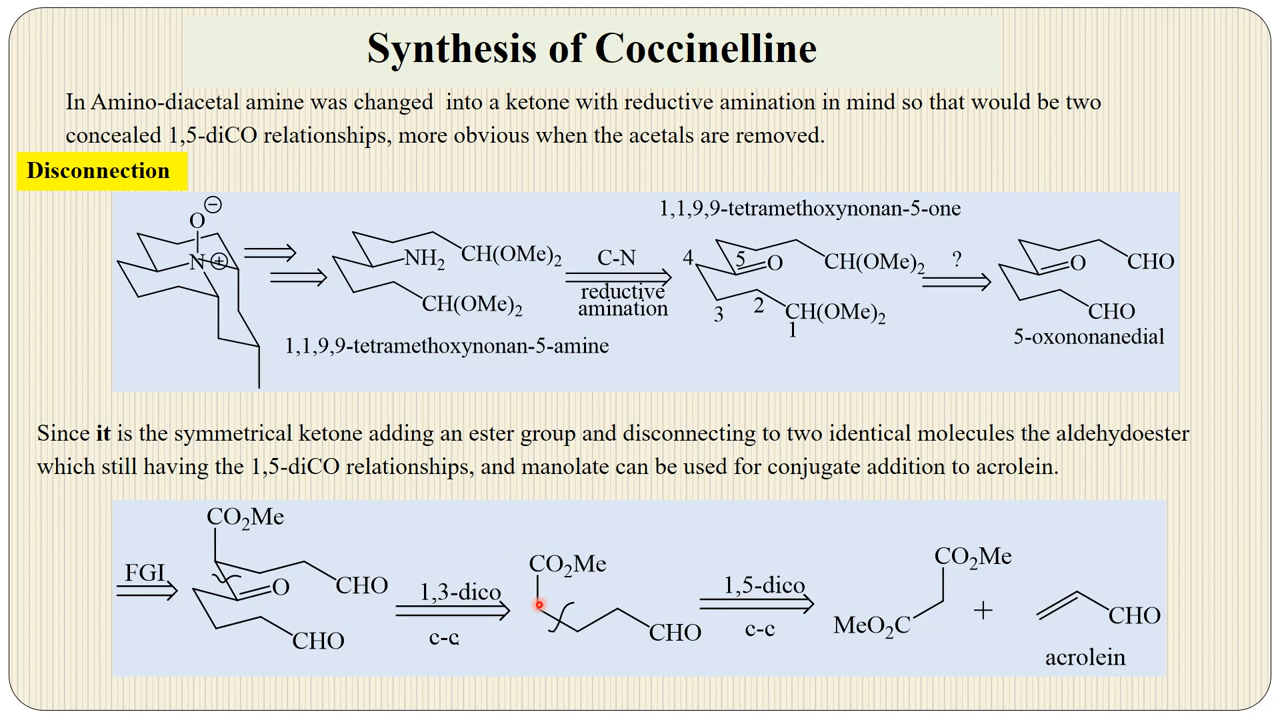 Synthesis of Coccinelline
In Amino-diacetal amine was changed into a ketone with reductive amination in mind so that would be two
concealed 1,5-diCO relationships, more obvious when the acetals are removed.
Disconnection
1,1,9,9-tetramethoxynonan-5-one
O
⊖
N
⊕
NH2
CH(OMe)2
CH(OMe)2
C-N
reductive
amination
4
5
O
CH(OMe)2
3
2
1
CH(OMe)2
?
O
CHO
CHO
1,1,9,9-tetramethoxynonan-5-amine
5-oxononanedial
Since it is the symmetrical ketone adding an ester group and disconnecting to two identical molecules the aldehydoester
which still having the 1,5-diCO relationships, and manolate can be used for conjugate addition to acrolein.
FGI
CO2Me
O
CHO
CHO
1,3-dico
c-c
CO2Me
CHO
1,5-dico
c-c
CO2Me
MeO2C
+
CHO
acrolein